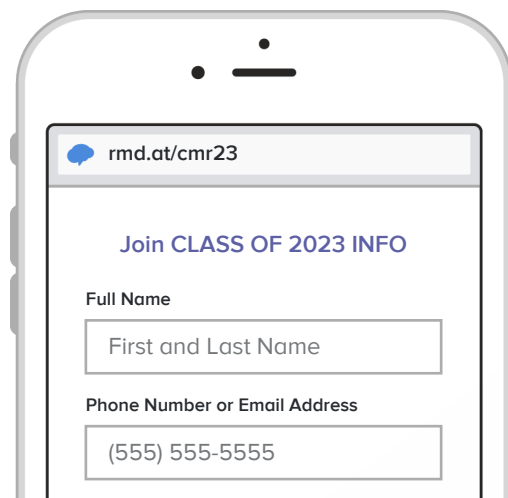 rmd.at/cmr23
Join CLASS OF 2023 INFO
Full Name
First and Last Name
Phone Number or Email Address
(555) 555-5555